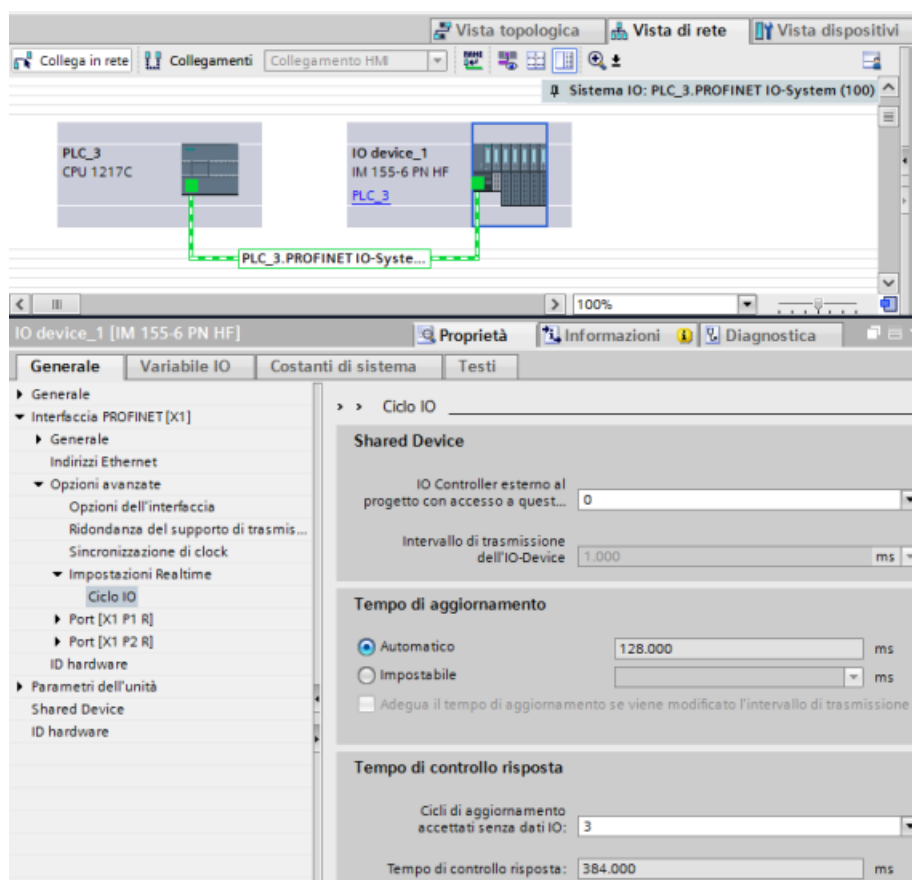 Vista topologica
Vista di rete
Vista dispositivi
Collega in rete
Collegamenti
Collegamento HMI
Sistema IO: PLC_3.PROFINET IO-System (100)
PLC_3
CPU 1217C
IO device_1
IM 155-6 PN HF
PLC_3
PLC_3.PROFINET IO-Syste...
100%
IO device_1 [IM 155-6 PN HF]
Proprietà
Informazioni
Diagnostica
Generale
Variabile IO
Costanti di sistema
Testi
Generale
Interfaccia PROFINET [X1]
Generale
Indirizzi Ethernet
Opzioni avanzate
Opzioni dell'interfaccia
Ridondanza del supporto di trasmis...
Sincronizzazione di clock
Impostazioni Realtime
Ciclo IO
Port [X1 P1 R]
Port [X1 P2 R]
ID hardware
Parametri dell'unità
Shared Device
ID hardware
> > Ciclo IO
Shared Device
IO Controller esterno al
progetto con accesso a quest... 0
Intervallo di trasmissione
dell'IO-Device 1.000 ms
Tempo di aggiornamento
Automatico 128.000 ms
Impostabile ms
Adegua il tempo di aggiornamento se viene modificato l'intervallo di trasmissione
Tempo di controllo risposta
Cicli di aggiornamento
accettati senza dati IO: 3
Tempo di controllo risposta: 384.000 ms